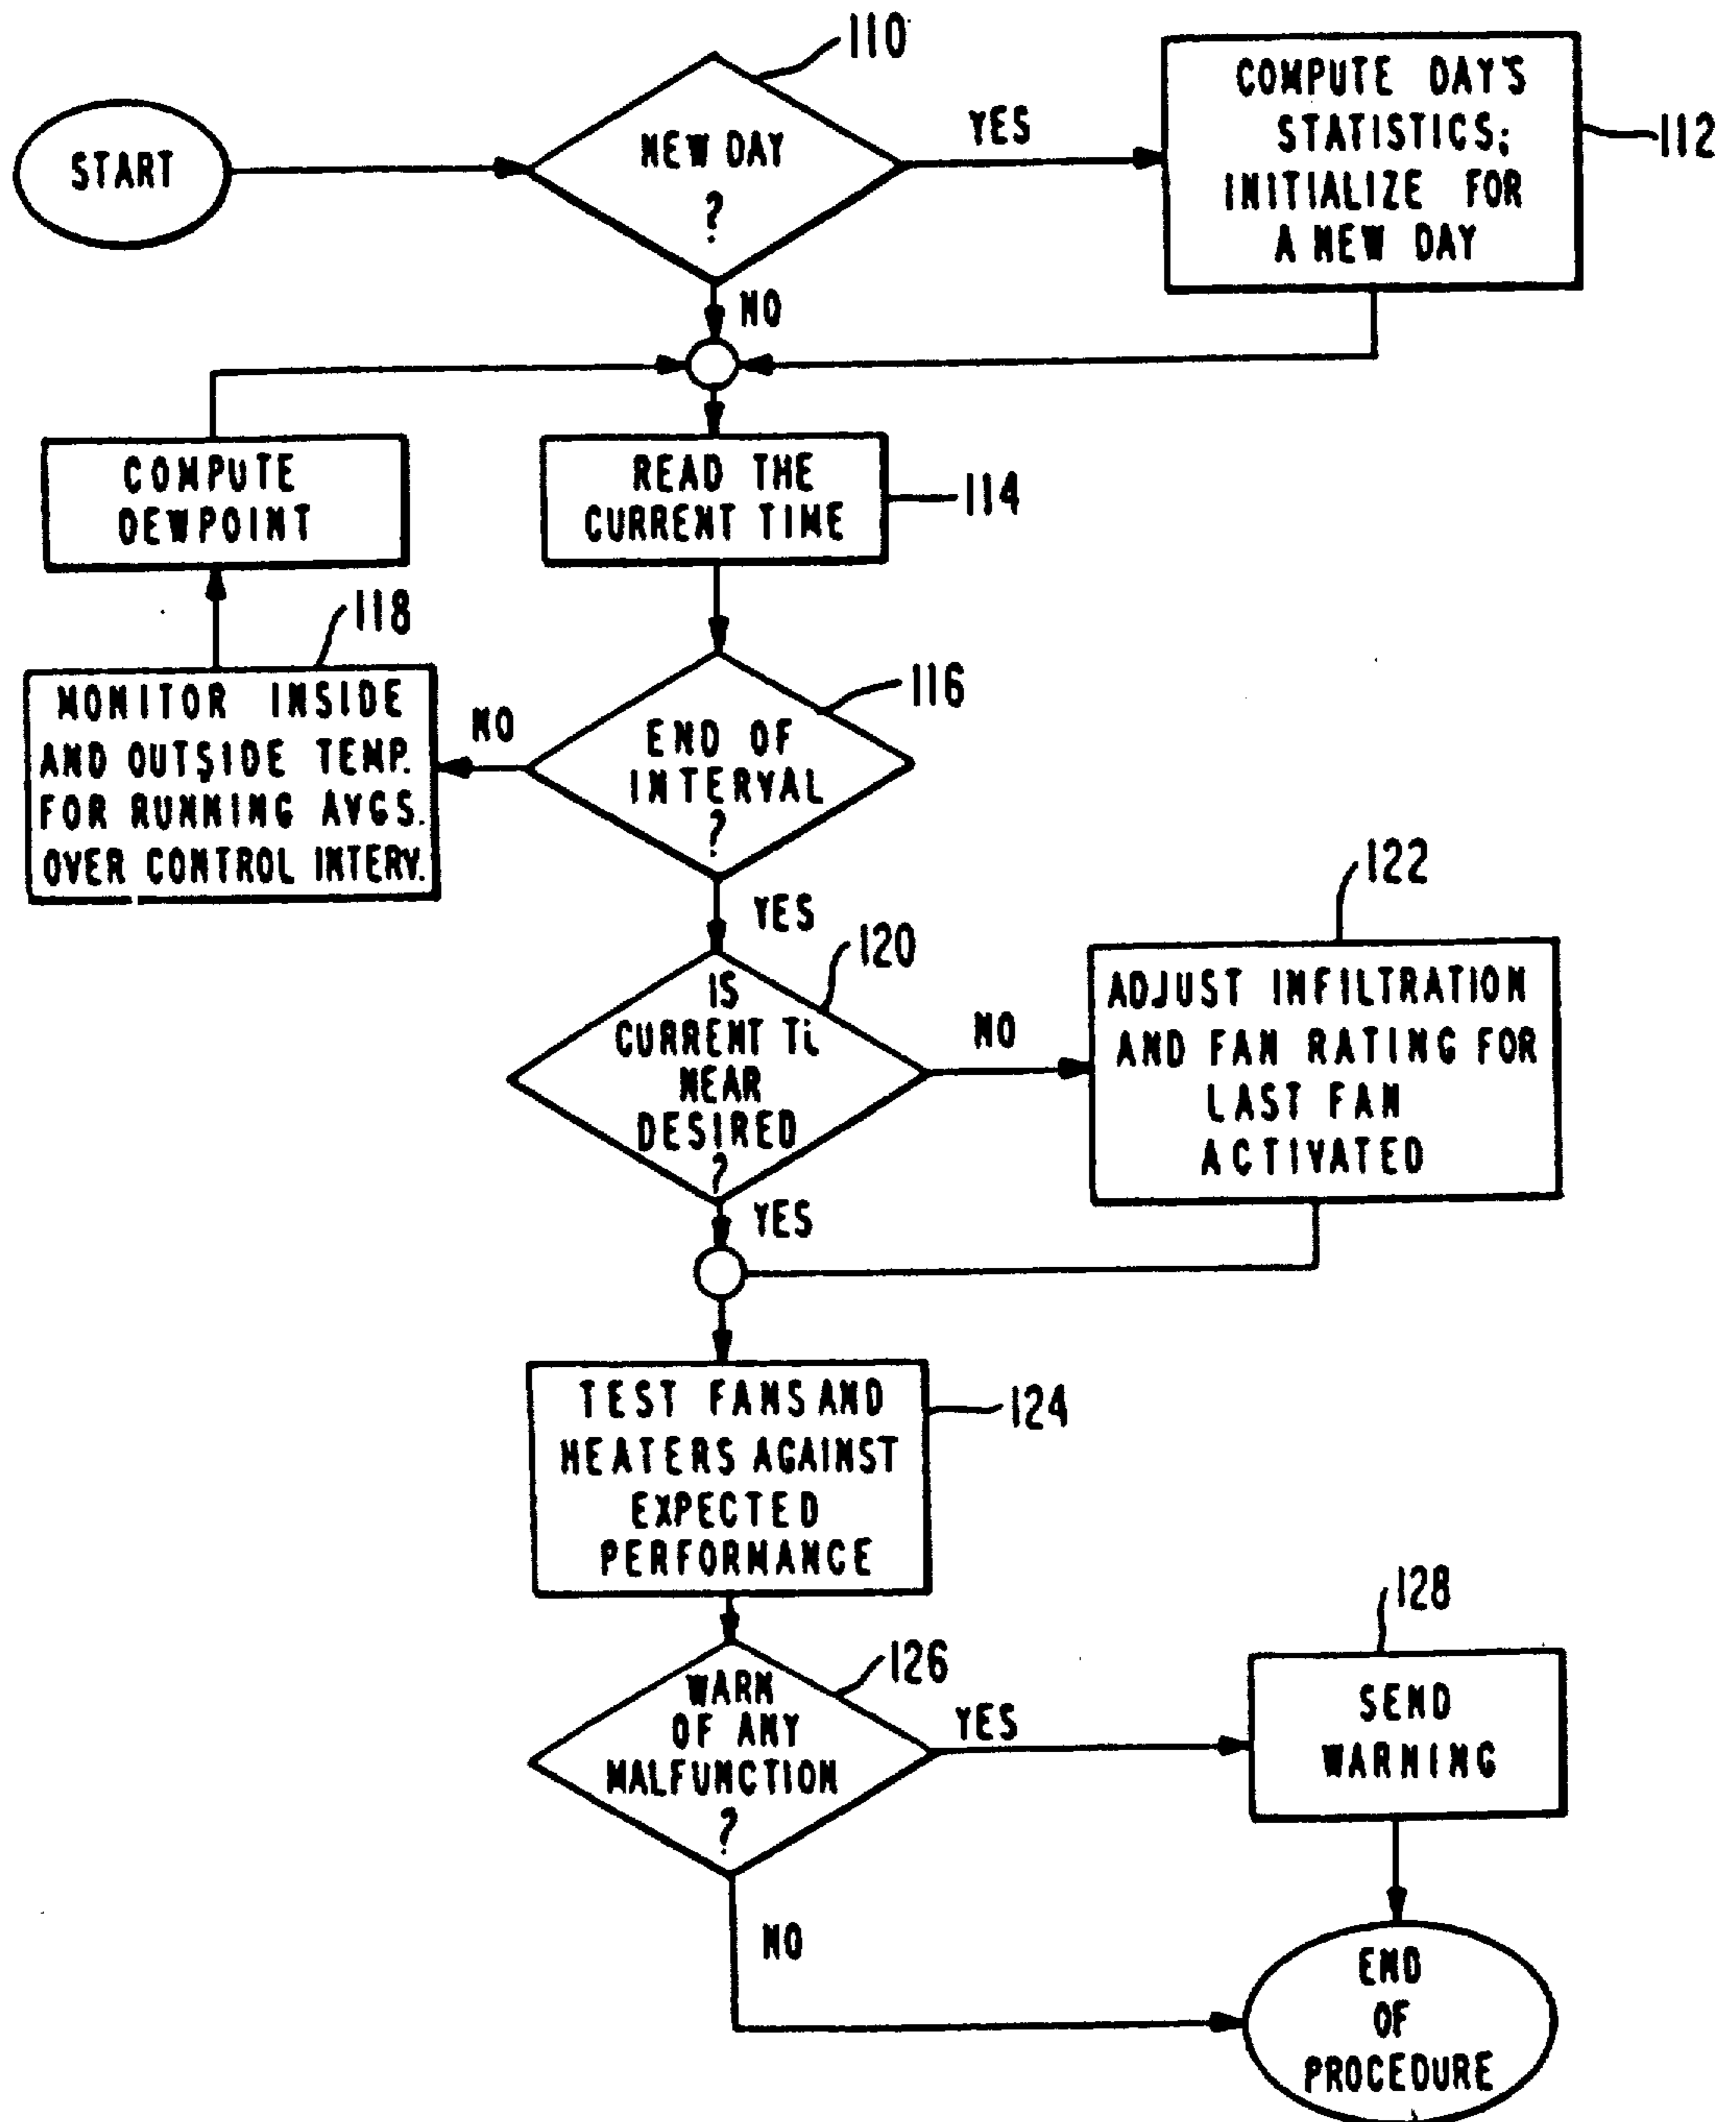 110
START
NEW DAY
?
YES
COMPUTE DAY'S
STATISTICS;
INITIALIZE FOR
A NEW DAY
112
NO
COMPUTE
DEWPOINT
READ THE
CURRENT TIME
114
118
MONITOR INSIDE
AND OUTSIDE TEMP.
FOR RUNNING AVGS.
OVER CONTROL INTERV.
NO
116
END OF
INTERVAL
?
YES
120
IS
CURRENT Ti
NEAR
DESIRED
?
NO
122
ADJUST INFILTRATION
AND FAN RATING FOR
LAST FAN
ACTIVATED
YES
TEST FANS AND
HEATERS AGAINST
EXPECTED
PERFORMANCE
124
126
WARN
OF ANY
MALFUNCTION
?
YES
128
SEND
WARNING
NO
END
OF
PROCEDURE